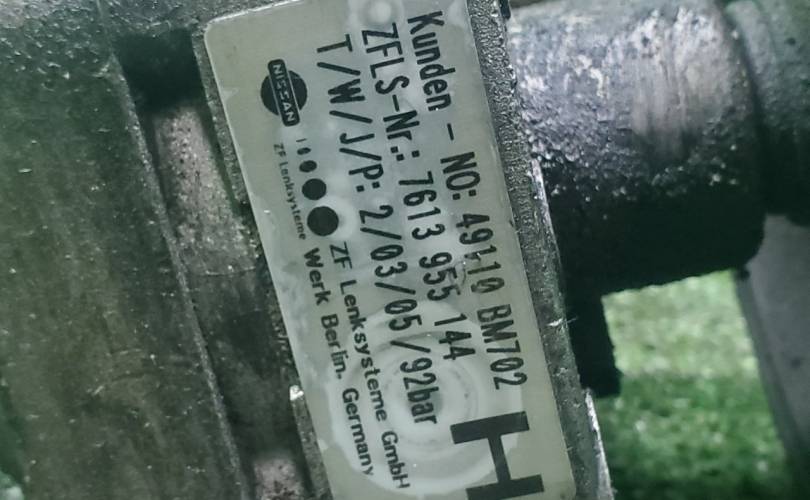 Kunden - NO: 49110 BM702
ZFLS-Nr.: 7613 955 144
T/W/J/P: 2/03/05/92bar
NISSAN
ZF Lenksysteme
ZF Lenksysteme GmbH
Werk Berlin. Germany
H